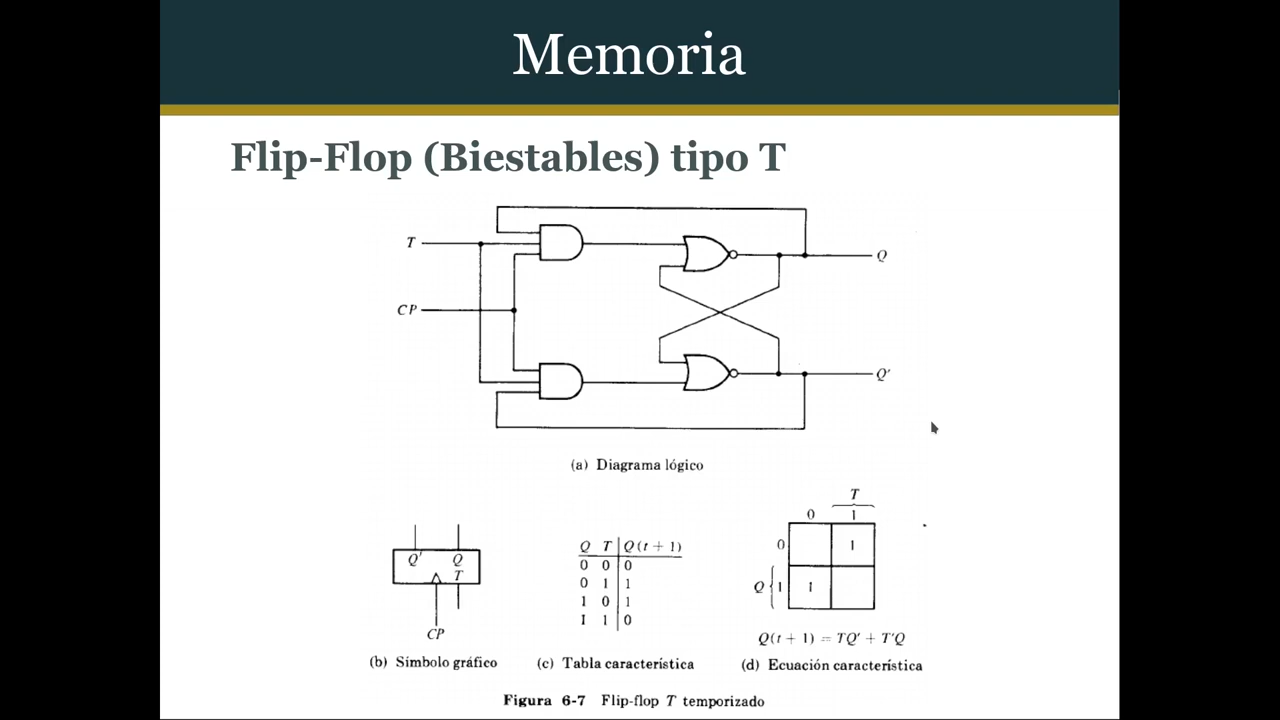 Memoria
Flip-Flop (Biestables) tipo T
T
Q
CP
Q'
(a) Diagrama lógico
Q' Q
T
CP
(b) Símbolo gráfico
Q T Q(t + 1)
0 0 0
0 1 1
1 0 1
1 1 0
(c) Tabla característica
T
0 1
0 1
Q 1 1
Q(t + 1) = TQ' + T'Q
(d) Ecuación característica
Figura 6-7 Flip-flop T temporizado